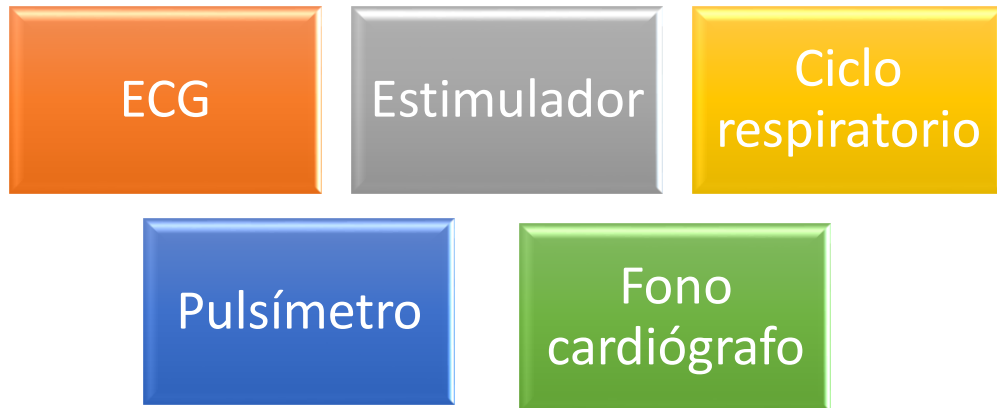 ECG
Estimulador
Ciclo
respiratorio
Pulsímetro
Fono
cardiógrafo